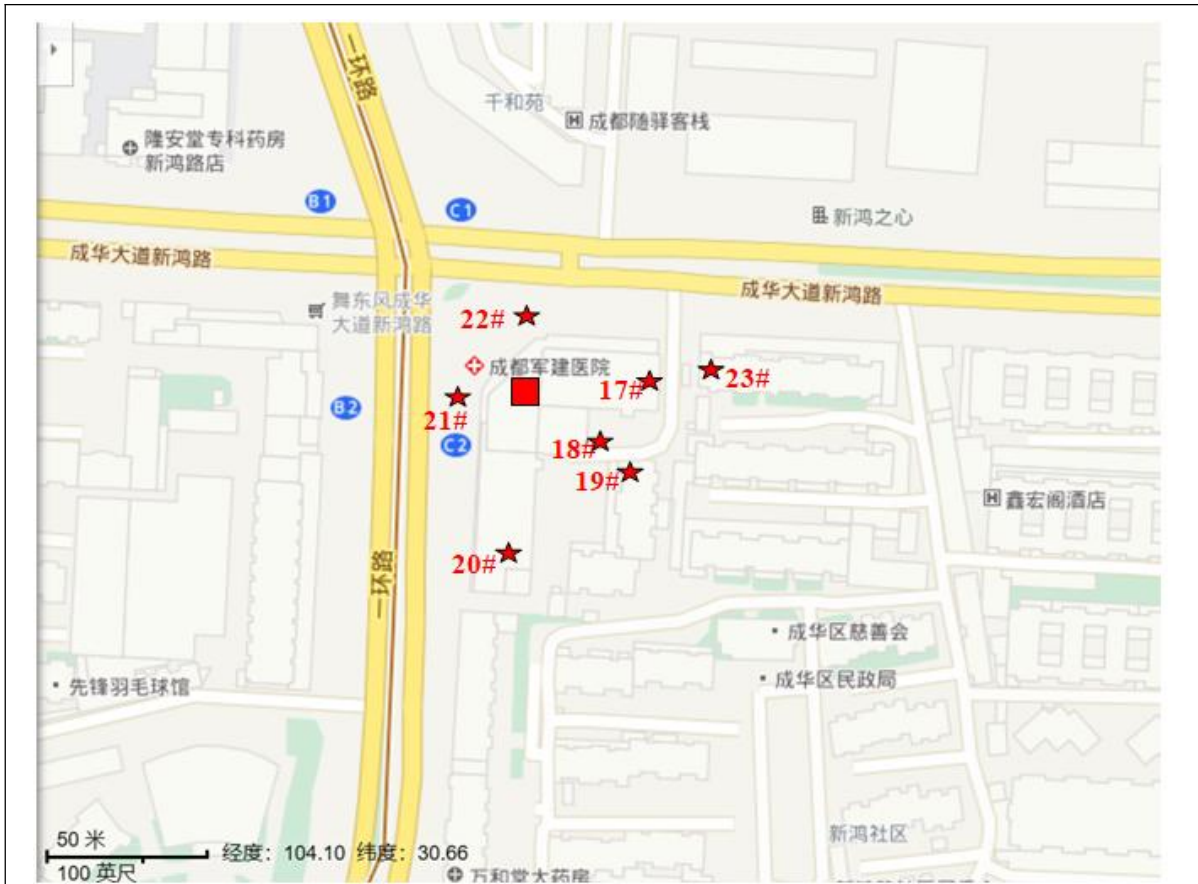 一环路
千和苑
成都随驿客栈
隆安堂专科药房
新鸿路店
B1
C1
新鸿之心
成华大道新鸿路
成华大道新鸿路
舞东风成华
大道新鸿路
22#
成都军建医院
17#
23#
B2
21#
C2
18#
19#
鑫宏阁酒店
20#
一环路
成华区慈善会
成华区民政局
先锋羽毛球馆
新鸿社区
50 米
经度: 104.10 纬度: 30.66
100 英尺
万和堂大药房